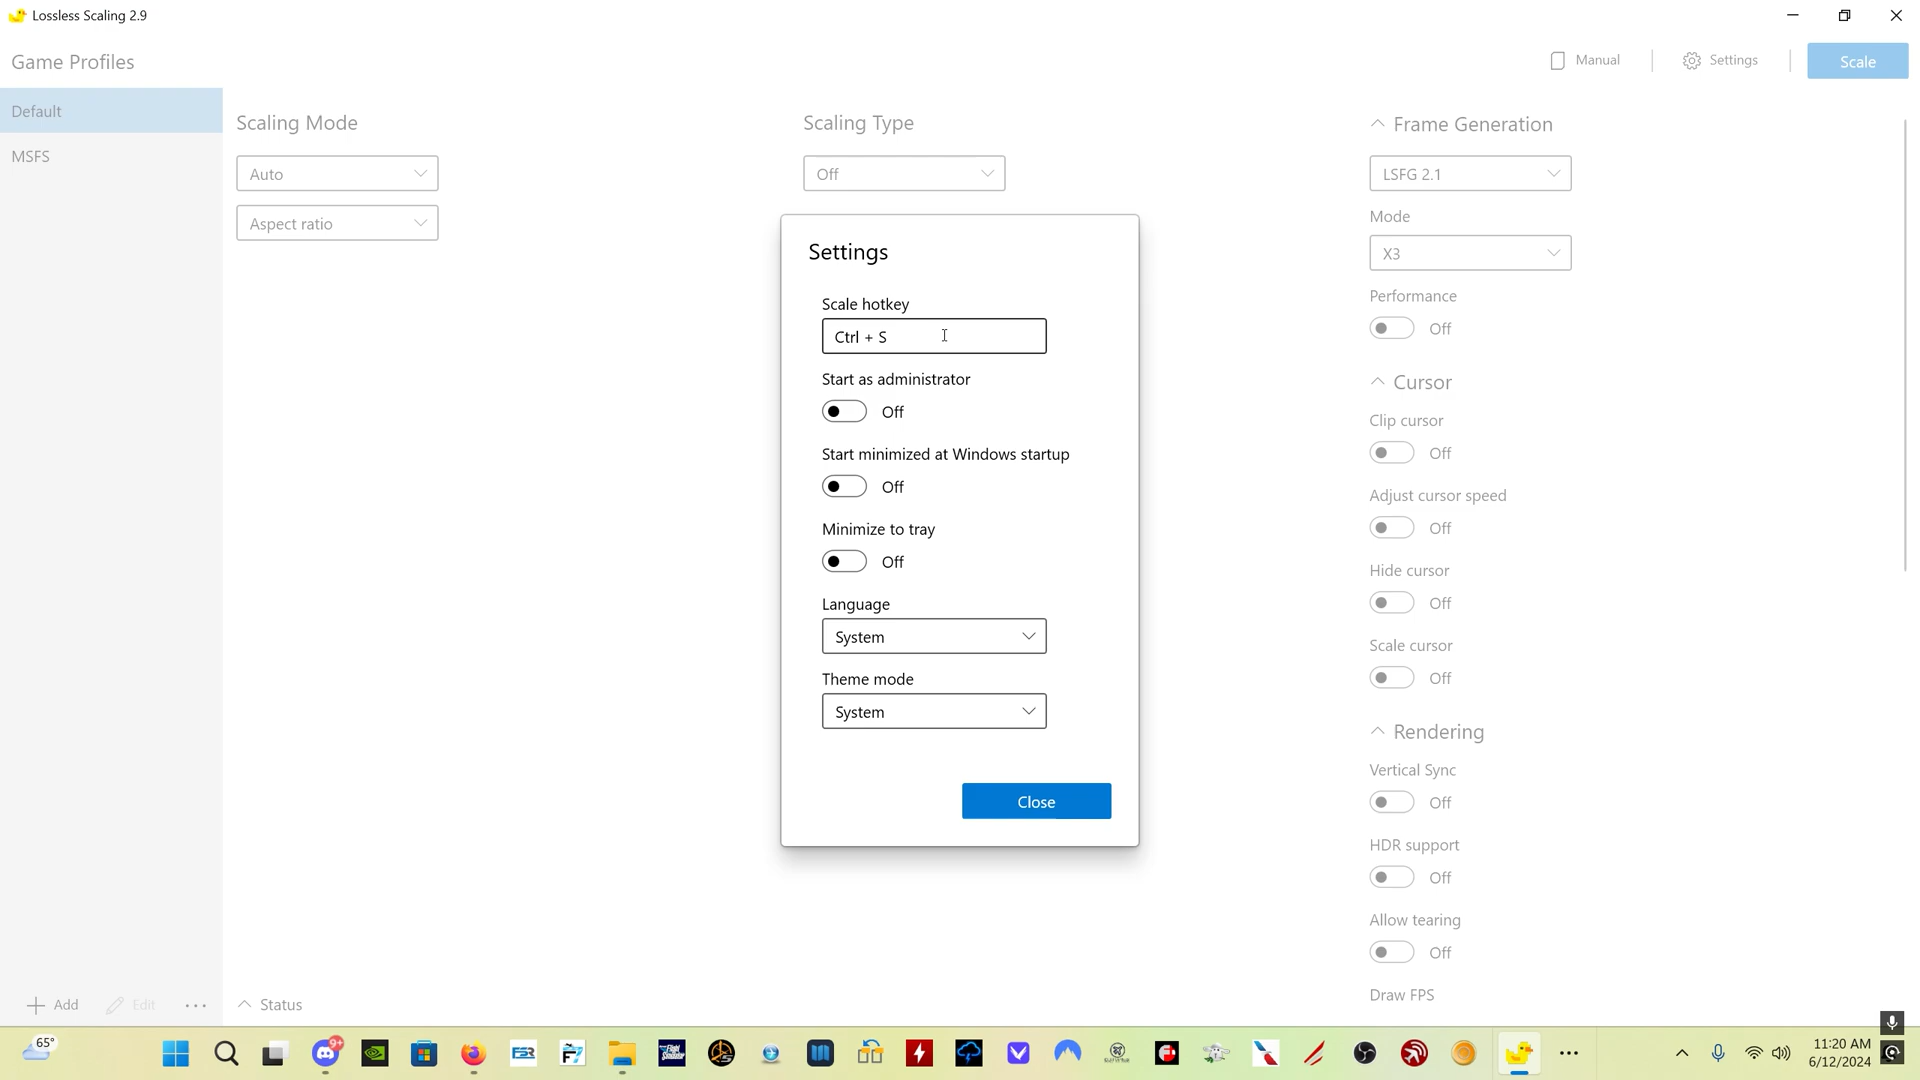 Lossless Scaling 2.9
Game Profiles
Manual
Settings
Scale
Default
MSFS
Scaling Mode
Auto
Aspect ratio
Scaling Type
Off
Frame Generation
LSFG 2.1
Mode
X3
Performance
Off
Cursor
Clip cursor
Off
Adjust cursor speed
Off
Hide cursor
Off
Scale cursor
Off
Rendering
Vertical Sync
Off
HDR support
Off
Allow tearing
Off
Draw FPS
Settings
Scale hotkey
Ctrl + S
Start as administrator
Off
Start minimized at Windows startup
Off
Minimize to tray
Off
Language
System
Theme mode
System
Close
Add
Edit
Status
65°
9+
FSR
11:20 AM
6/12/2024